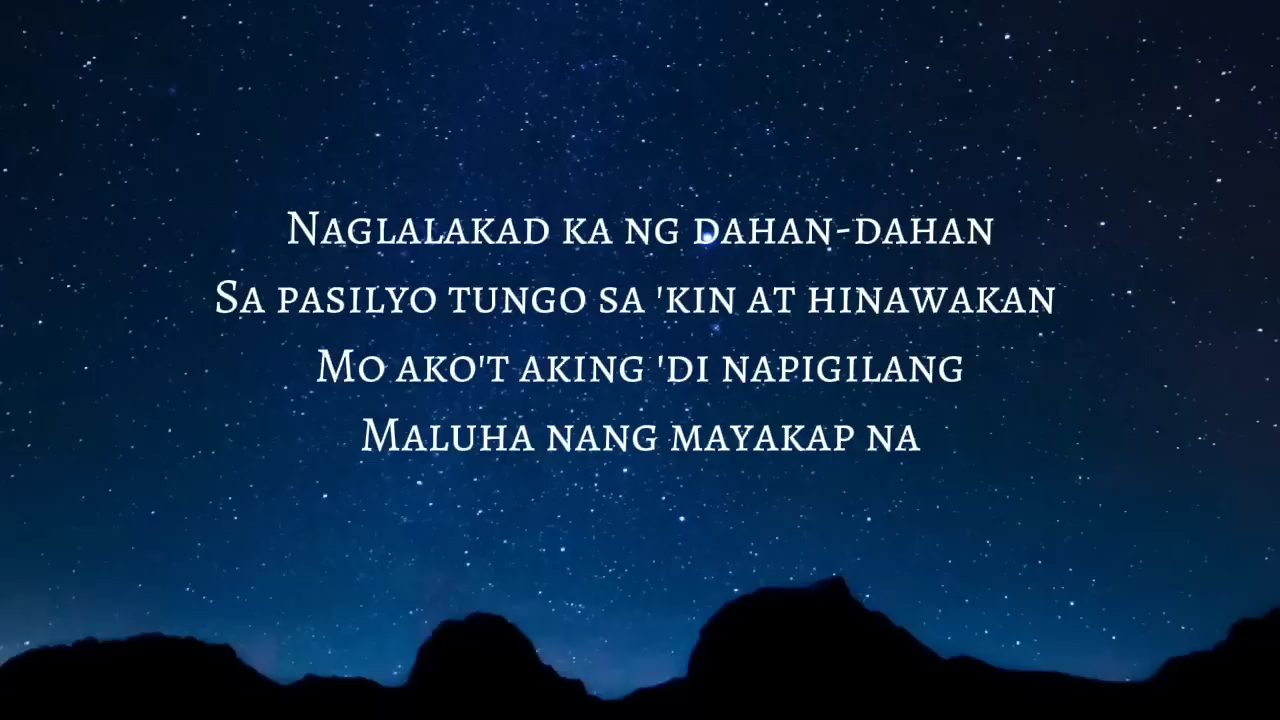 Naglalakad ka ng dahan-dahan
Sa pasilyo tungo sa 'kin at hinawakan
Mo ako't aking 'di napigilang
Maluha nang mayakap na